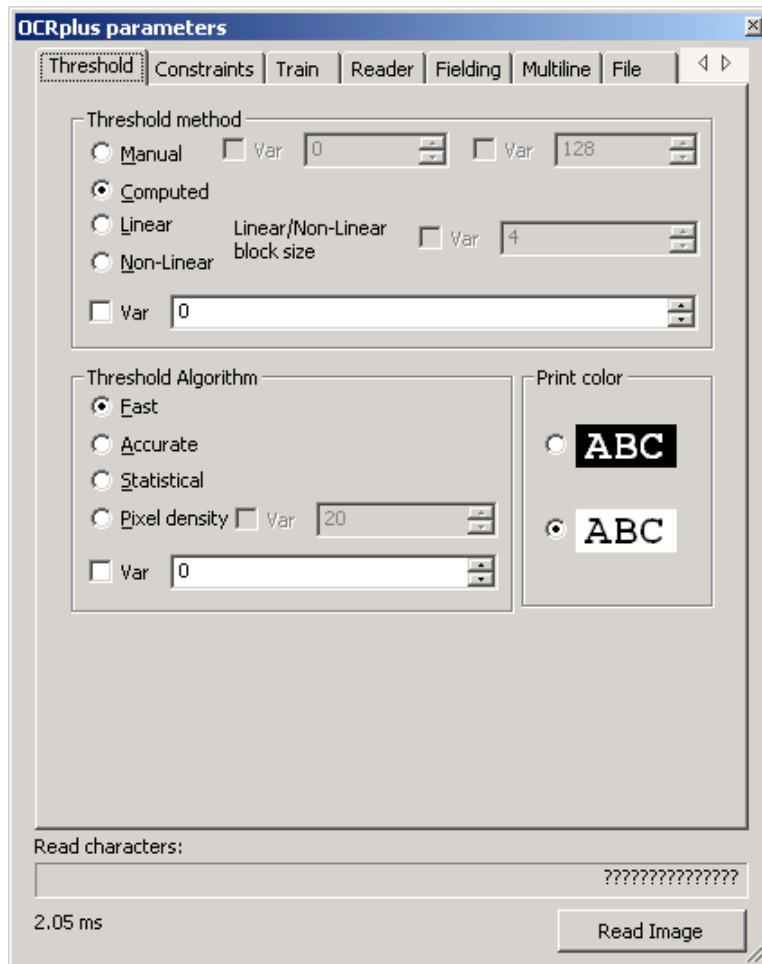 OCRplus parameters
Threshold Constraints Train Reader Fielding Multiline File
Threshold method
Manual Var 0 Var 128
Computed
Linear Linear/Non-Linear
block size Var 4
Non-Linear
Var 0
Threshold Algorithm Print color
Fast
Accurate ABC
Statistical
Pixel density Var 20 ABC
Var 0
Read characters:
???????????????
2.05 ms Read Image